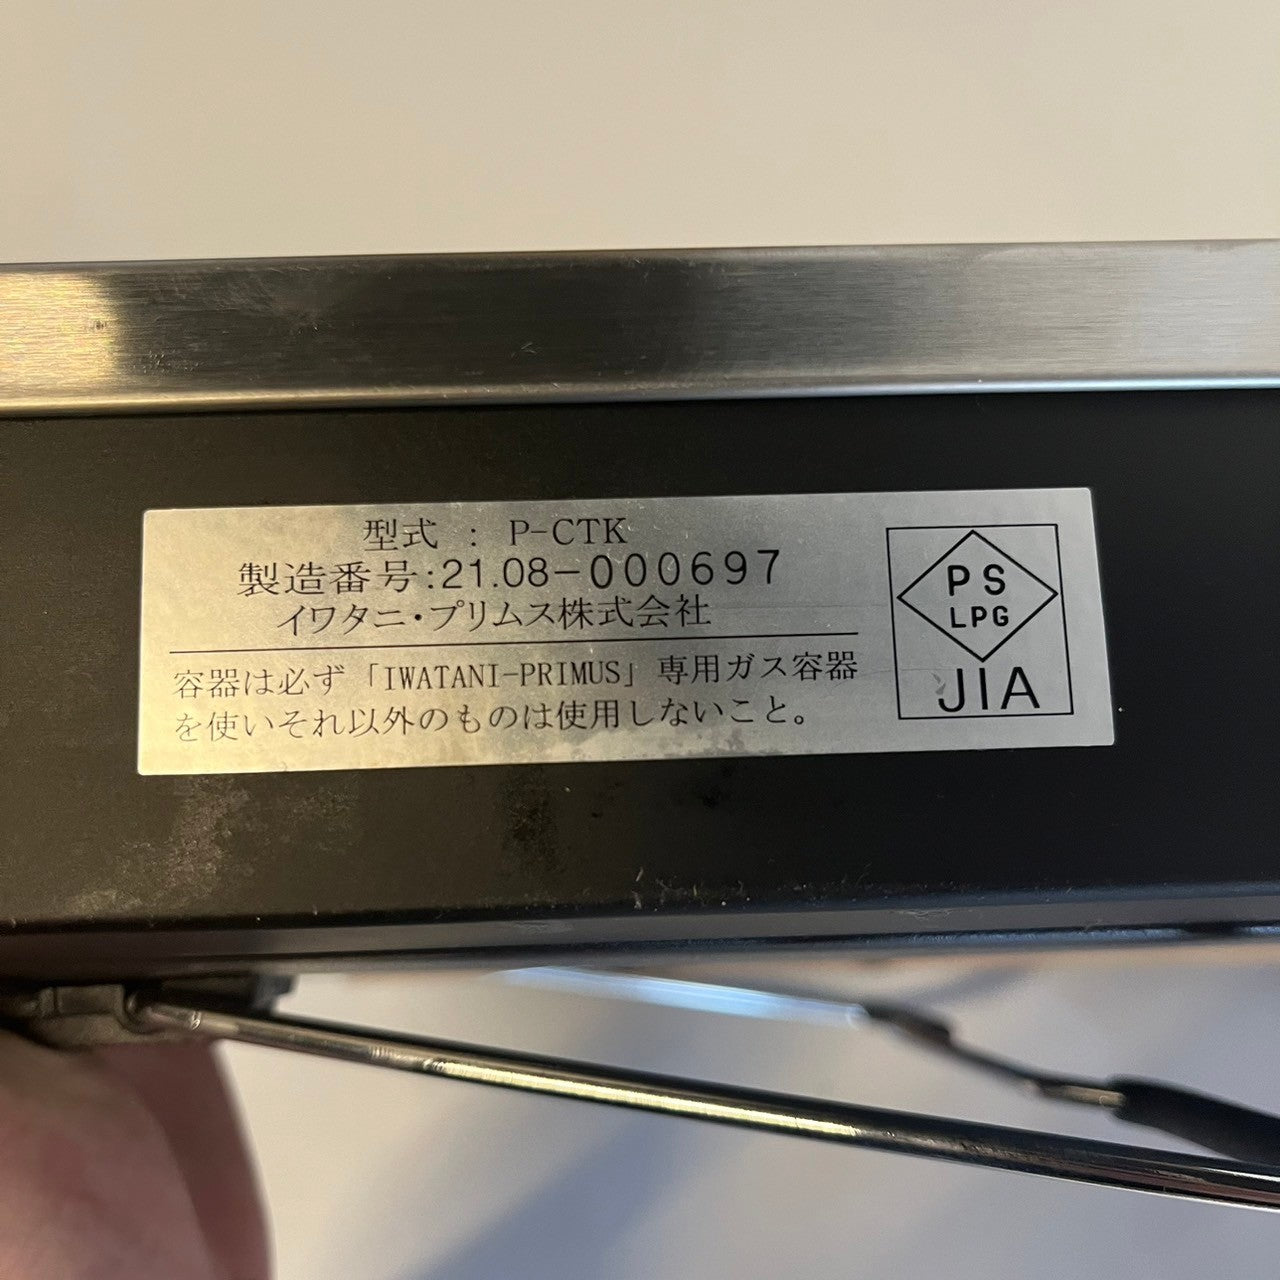 型式 : P-CTK
製造番号:21.08-000697
イワタニ・プリムス株式会社
容器は必ず「IWATANI-PRIMUS」専用ガス容器
を使いそれ以外のものは使用しないこと。
PS
LPG
JIA